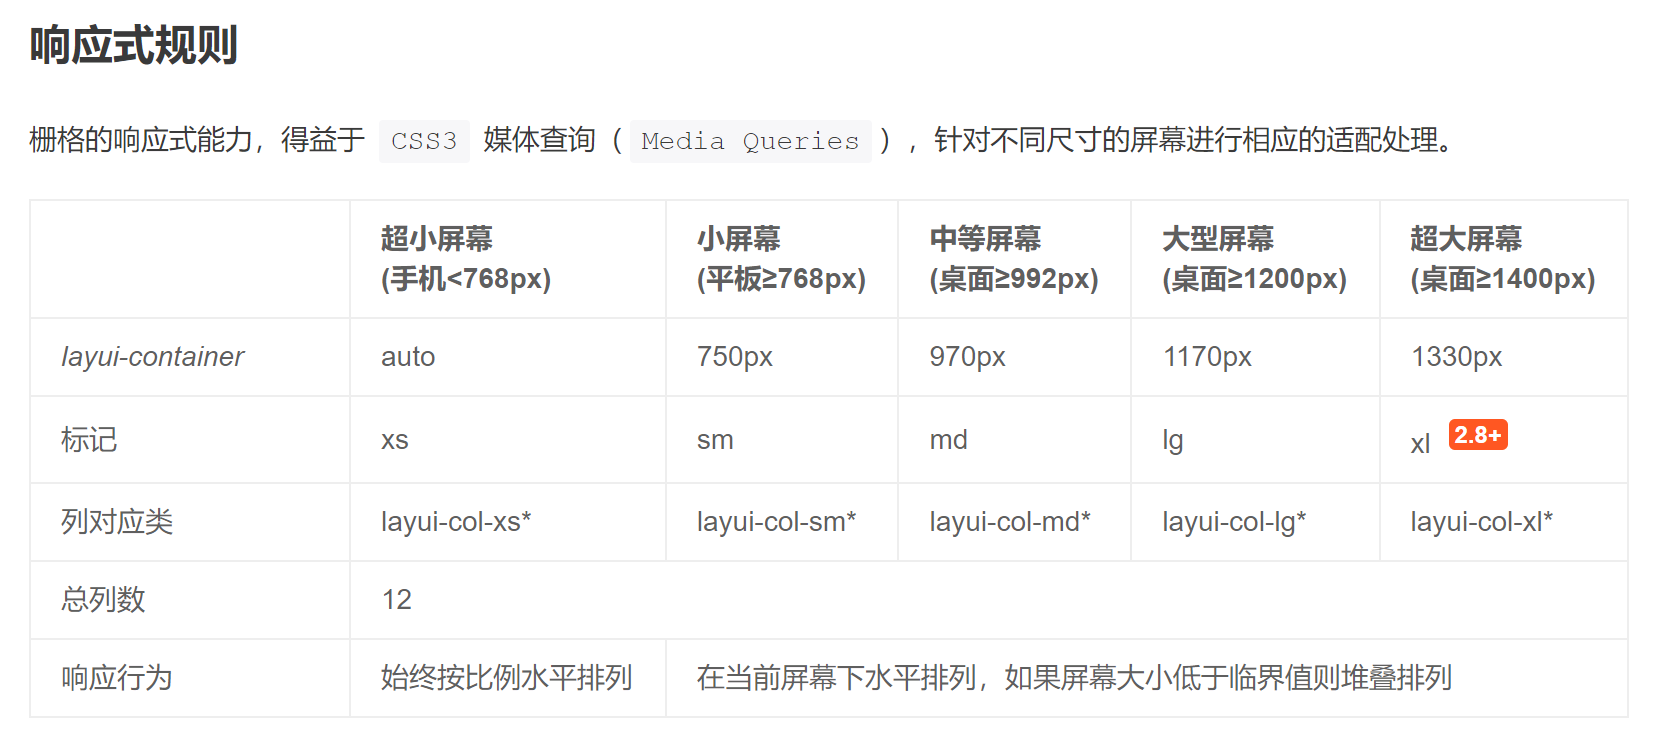 响应式规则
栅格的响应式能力，得益于 CSS3 媒体查询（ Media Queries ），针对不同尺寸的屏幕进行相应的适配处理。
超小屏幕 小屏幕 中等屏幕 大型屏幕 超大屏幕
(手机<768px) (平板≥768px) (桌面≥992px) (桌面≥1200px) (桌面≥1400px)
layui-container auto 750px 970px 1170px 1330px
标记 xs sm md lg xl 2.8+
列对应类 layui-col-xs* layui-col-sm* layui-col-md* layui-col-lg* layui-col-xl*
总列数 12
响应行为 始终按比例水平排列 在当前屏幕下水平排列，如果屏幕大小低于临界值则堆叠排列